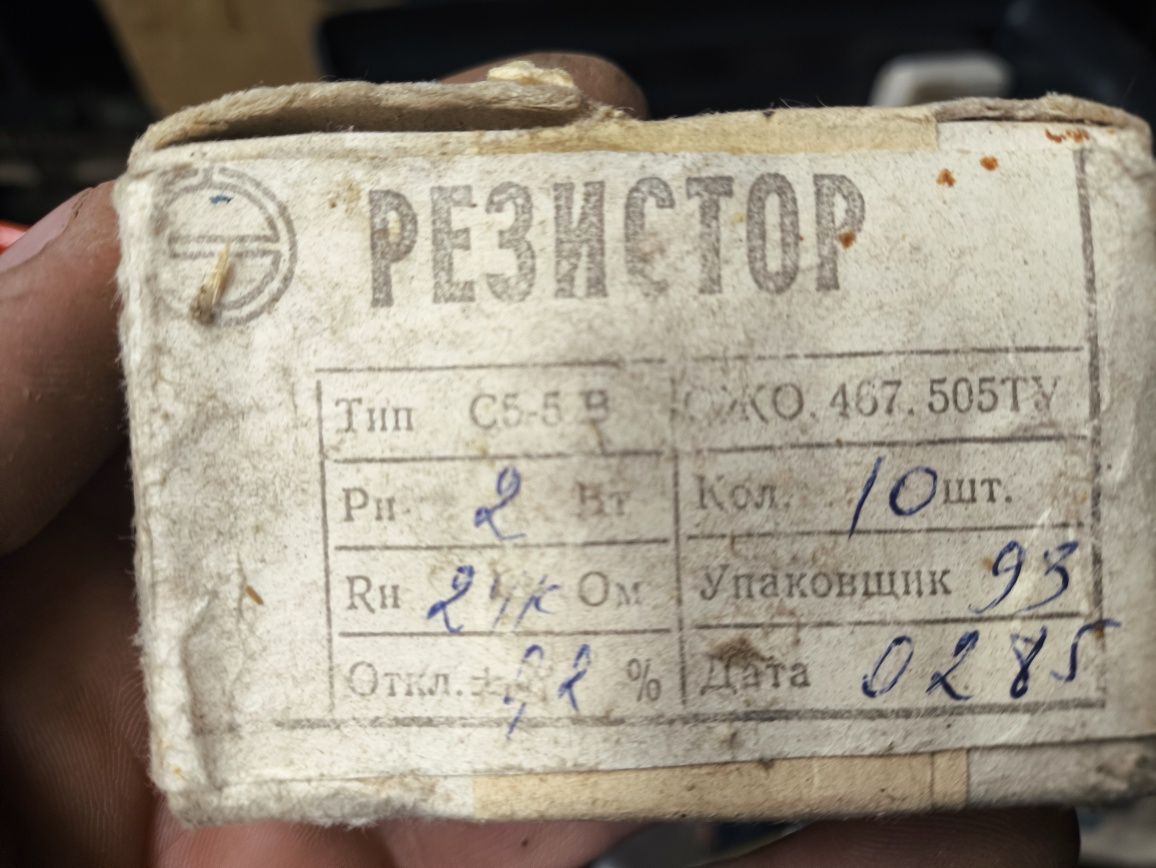 РЕЗИСТОР
Тип С5-5 В ОЖО.467.505ТУ
Рн 2 Вт Кол. 10 шт.
Rн 24к Ом Упаковщик 93
Откл. ± % Дата 0285